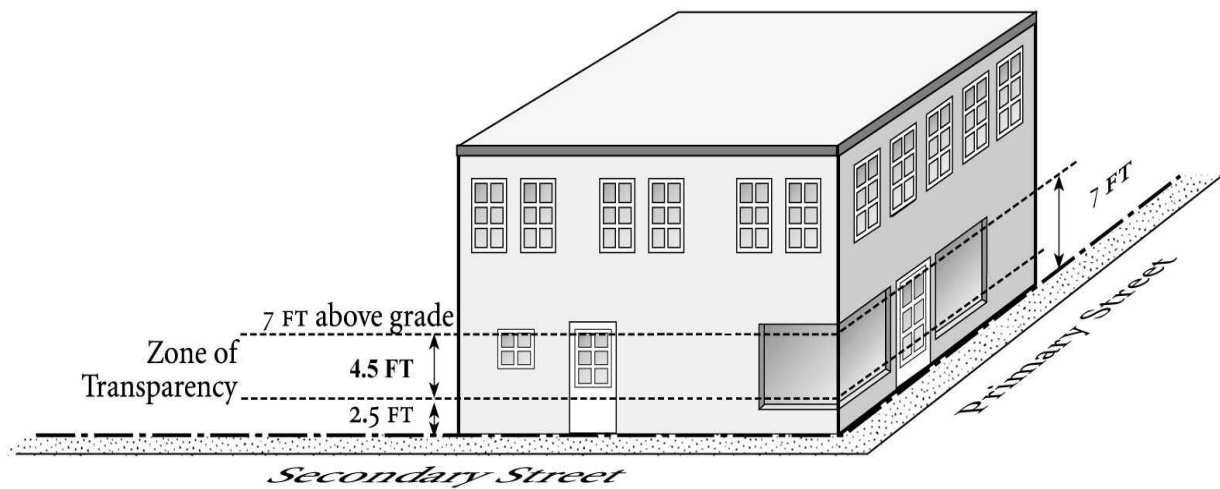 7 FT
7 FT above grade
Zone of
Transparency
4.5 FT
2.5 FT
Primary Street
Secondary Street